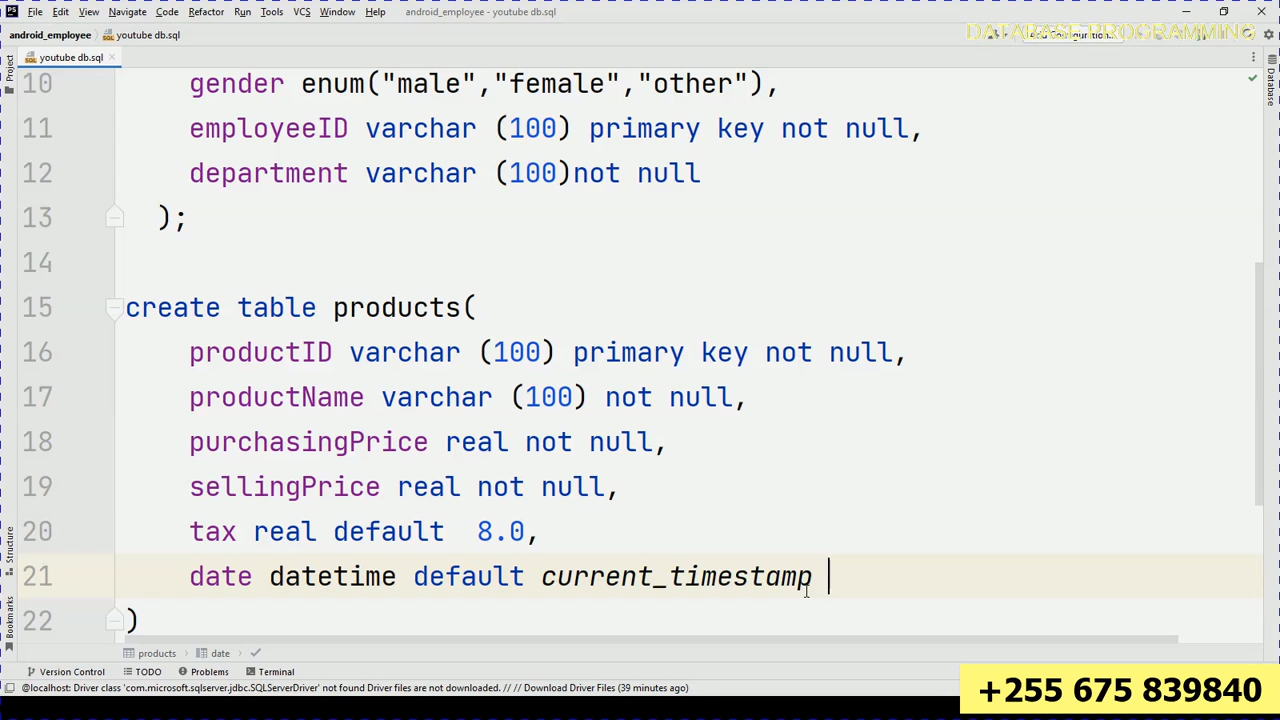 File Edit View Navigate Code Refactor Run Tools VCS Window Help android_employee - youtube db.sql
DATABASE PROGRAMMING
android_employee youtube db.sql
youtube db.sql
Project
Database
10 gender enum("male","female","other"),
11 employeeID varchar (100) primary key not null,
12 department varchar (100)not null
13 );
14
15 create table products(
16 productID varchar (100) primary key not null,
17 productName varchar (100) not null,
18 purchasingPrice real not null,
19 sellingPrice real not null,
20 tax real default 8.0,
21 date datetime default current_timestamp
22 )
Structure
Bookmarks
products date
Version Control TODO Problems Terminal
@localhost: Driver class 'com.microsoft.sqlserver.jdbc.SQLServerDriver' not found Driver files are not downloaded. // // Download Driver Files (39 minutes ago)
+255 675 839840